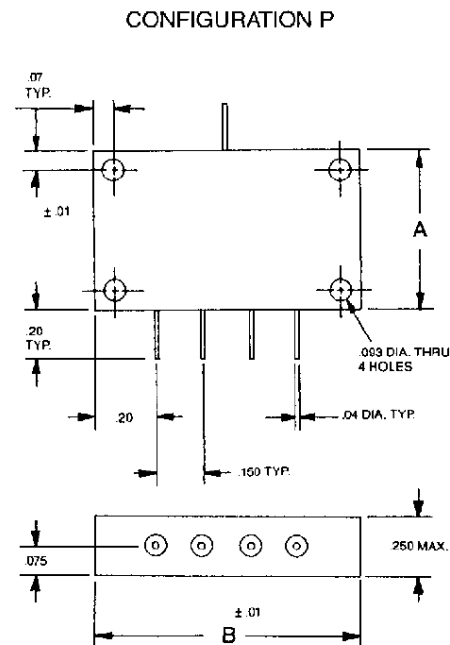 CONFIGURATION P
.07
TYP.
± .01
A
.20
TYP.
.093 DIA. THRU
4 HOLES
.20
.04 DIA. TYP.
.150 TYP.
.250 MAX.
.075
± .01
B